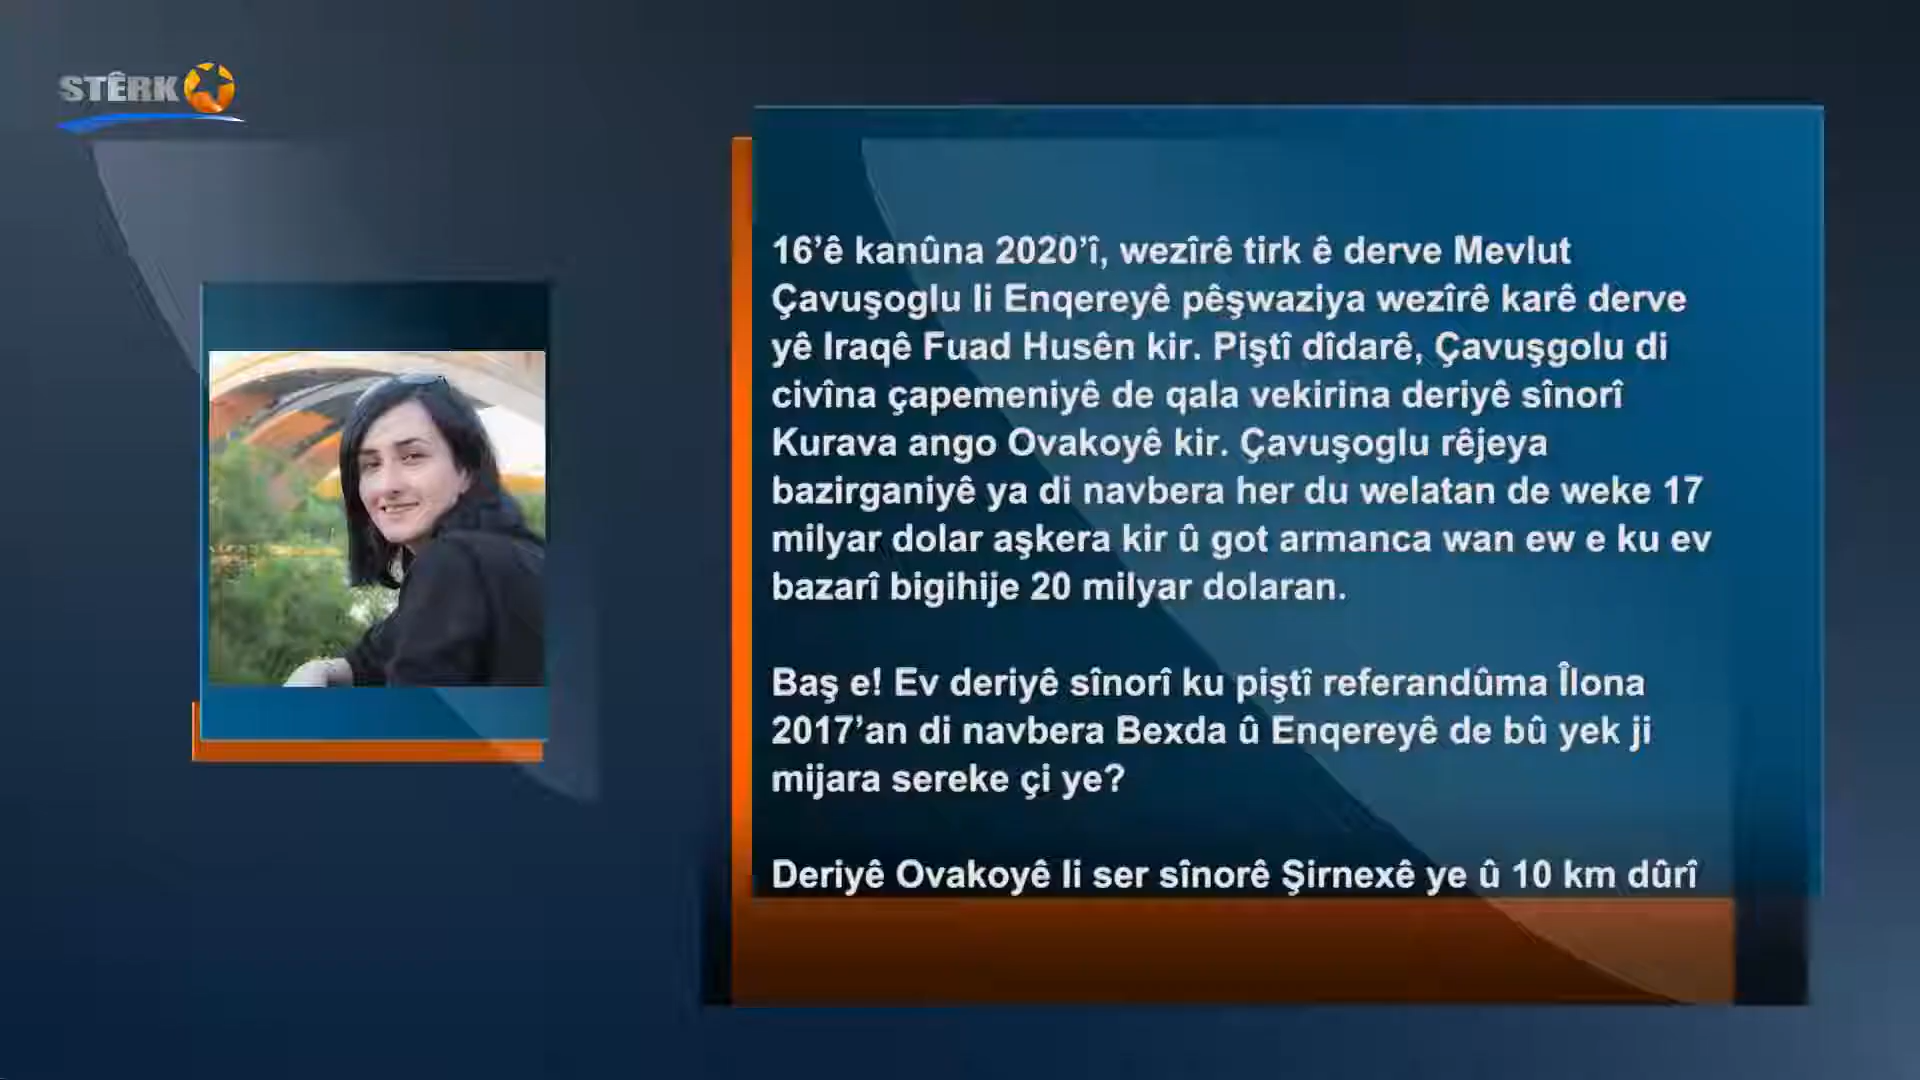 STÊRK
16’ê kanûna 2020’î, wezîrê tirk ê derve Mevlut
Çavuşoglu li Enqereyê pêşwaziya wezîrê karê derve
yê Iraqê Fuad Husên kir. Piştî dîdarê, Çavuşgolu di
civîna çapemeniyê de qala vekirina deriyê sînorî
Kurava ango Ovakoyê kir. Çavuşoglu rêjeya
bazirganiyê ya di navbera her du welatan de weke 17
milyar dolar aşkera kir û got armanca wan ew e ku ev
bazarî bigihije 20 milyar dolaran.
Baş e! Ev deriyê sînorî ku piştî referandûma Îlona
2017’an di navbera Bexda û Enqereyê de bû yek ji
mijara sereke çi ye?
Deriyê Ovakoyê li ser sînorê Şirnexê ye û 10 km dûrî